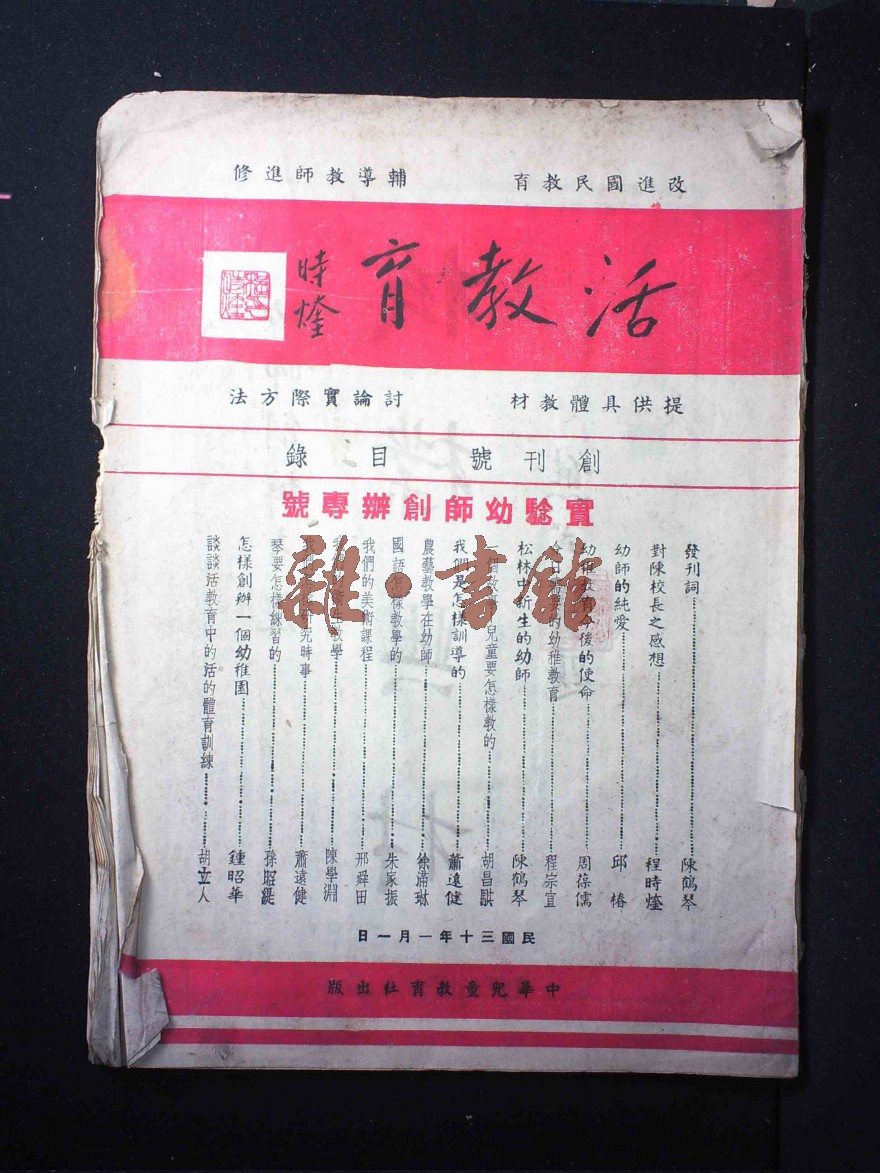 改進國民教育　輔導教師進修
活教育
時煃
提供具體教材　討論實際方法
創刊號　目錄
實驗幼師創辦專號
發刊詞……陳鶴琴
對陳校長之感想……程時煃
幼師的純愛……邱椿
幼稚教育今後的使命……周葆儒
的幼稚教育……程宗宣
松林中新生的幼師……陳鶴琴
兒童要怎樣教的……胡昌騏
我們是怎樣訓導的……蕭遠健
農藝教學在幼師……徐滿琳
國語怎樣教學的……朱家振
我們的美術課程……邢舜田
教學……陳學淵
究時事……蕭遠健
琴要怎樣練習的……孫昭鍉
怎樣創辦一個幼稚園……鍾昭華
談談活教育中的活的體育訓練……胡立人
民國三十年一月一日
中華兒童教育社出版
雜·書館